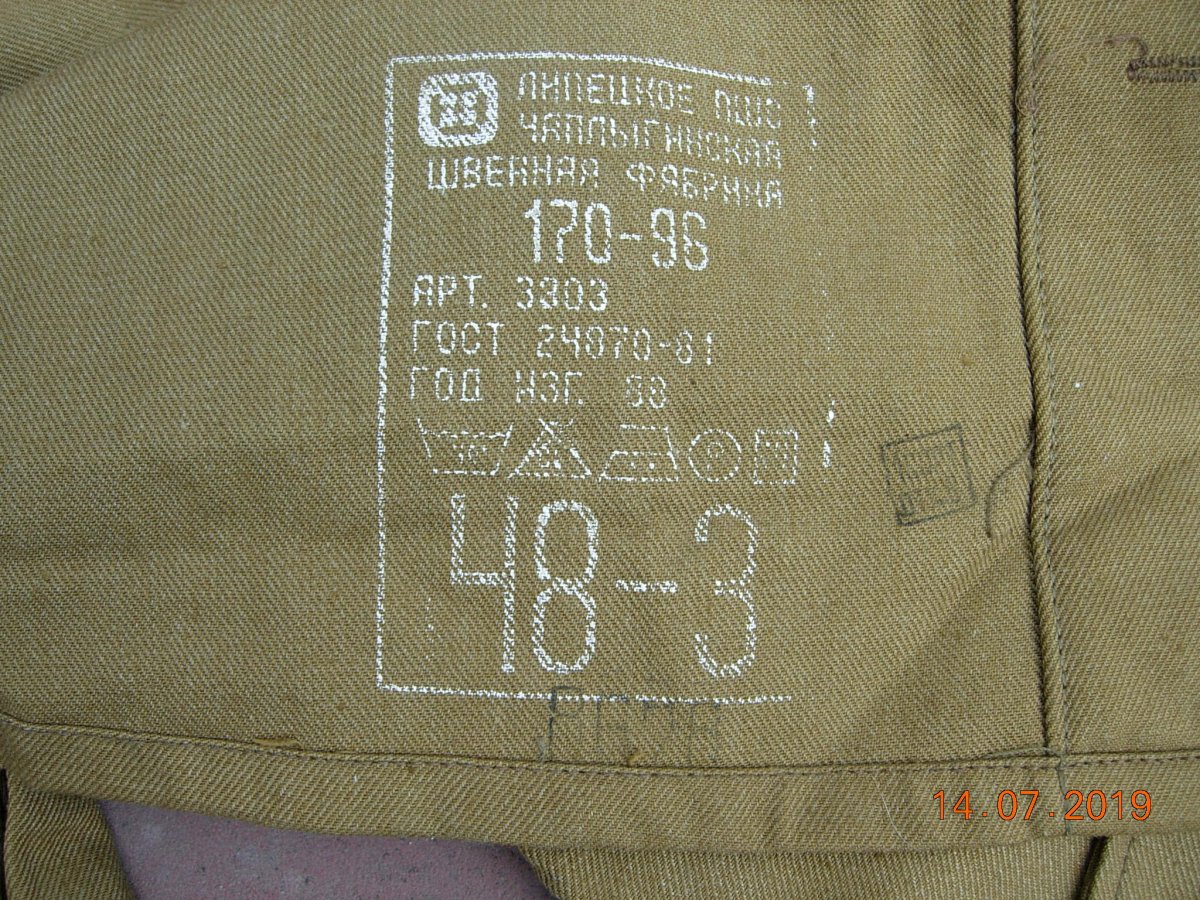 ЛИПЕЦКОЕ ПШО
ЧАПЛЫГИНСКАЯ
ШВЕЙНАЯ ФАБРИКА
170-96
АРТ. 3303
ГОСТ 24870-81
ГОД ИЗГ. 88
48-3
14.07.2019